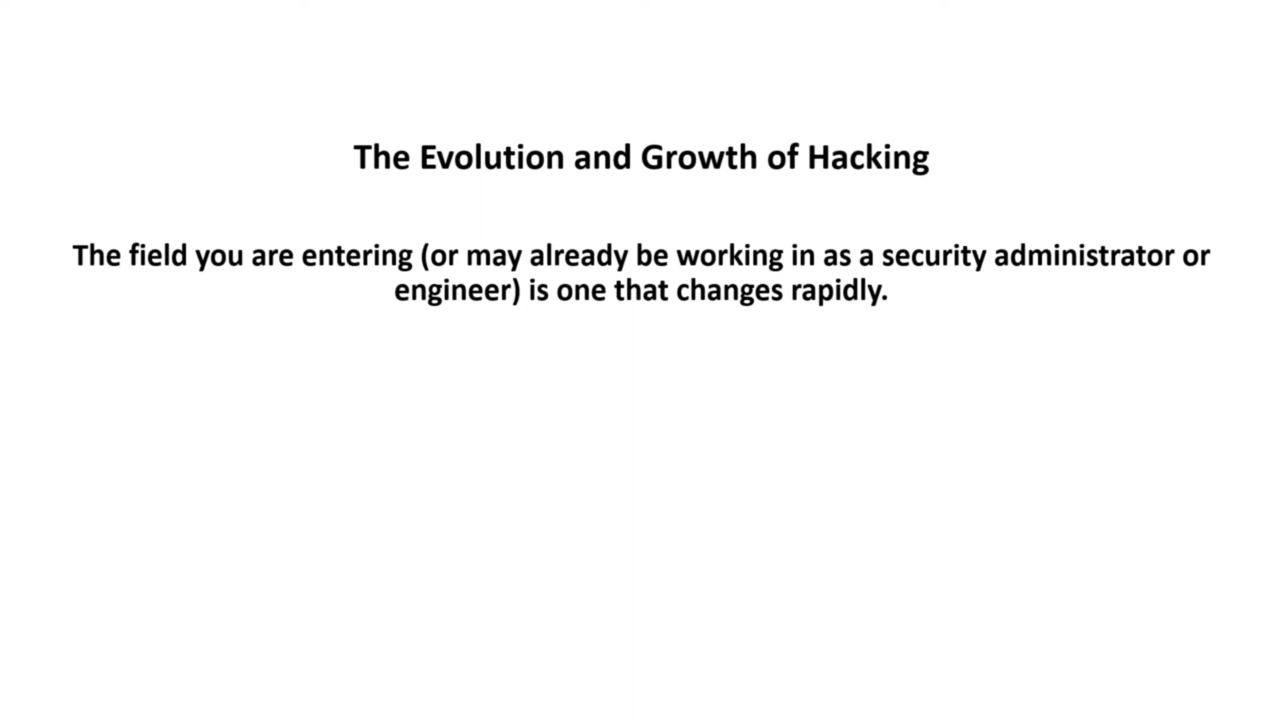 The Evolution and Growth of Hacking
The field you are entering (or may already be working in as a security administrator or
engineer) is one that changes rapidly.